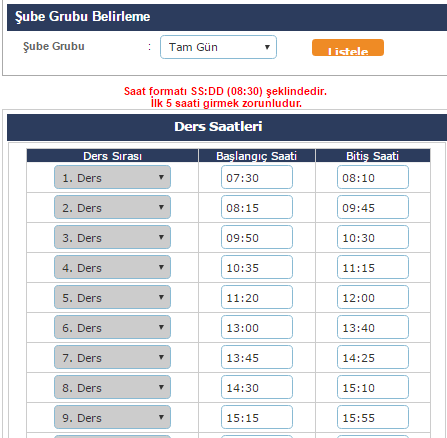 Şube Grubu Belirleme
Şube Grubu : Tam Gün Listele
Saat formatı SS:DD (08:30) şeklindedir.
İlk 5 saati girmek zorunludur.
Ders Saatleri
Ders Sırası Başlangıç Saati Bitiş Saati
1. Ders 07:30 08:10
2. Ders 08:15 09:45
3. Ders 09:50 10:30
4. Ders 10:35 11:15
5. Ders 11:20 12:00
6. Ders 13:00 13:40
7. Ders 13:45 14:25
8. Ders 14:30 15:10
9. Ders 15:15 15:55